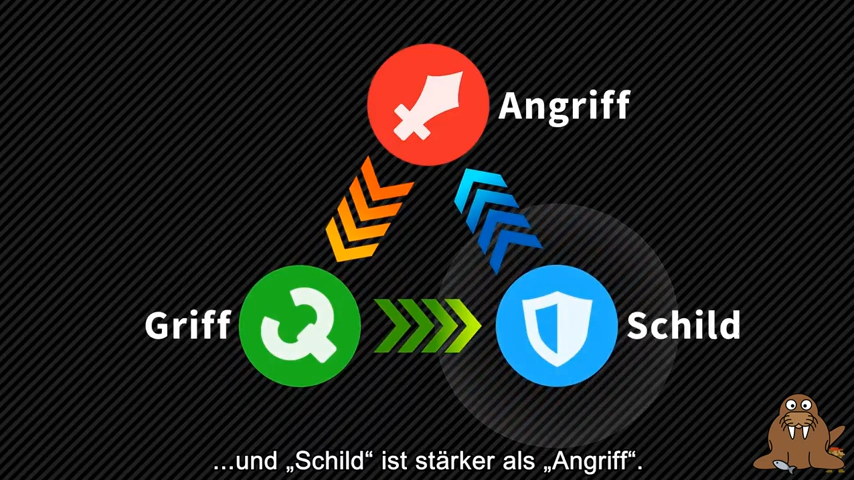 Angriff
Griff
Schild
...und „Schild“ ist stärker als „Angriff“.